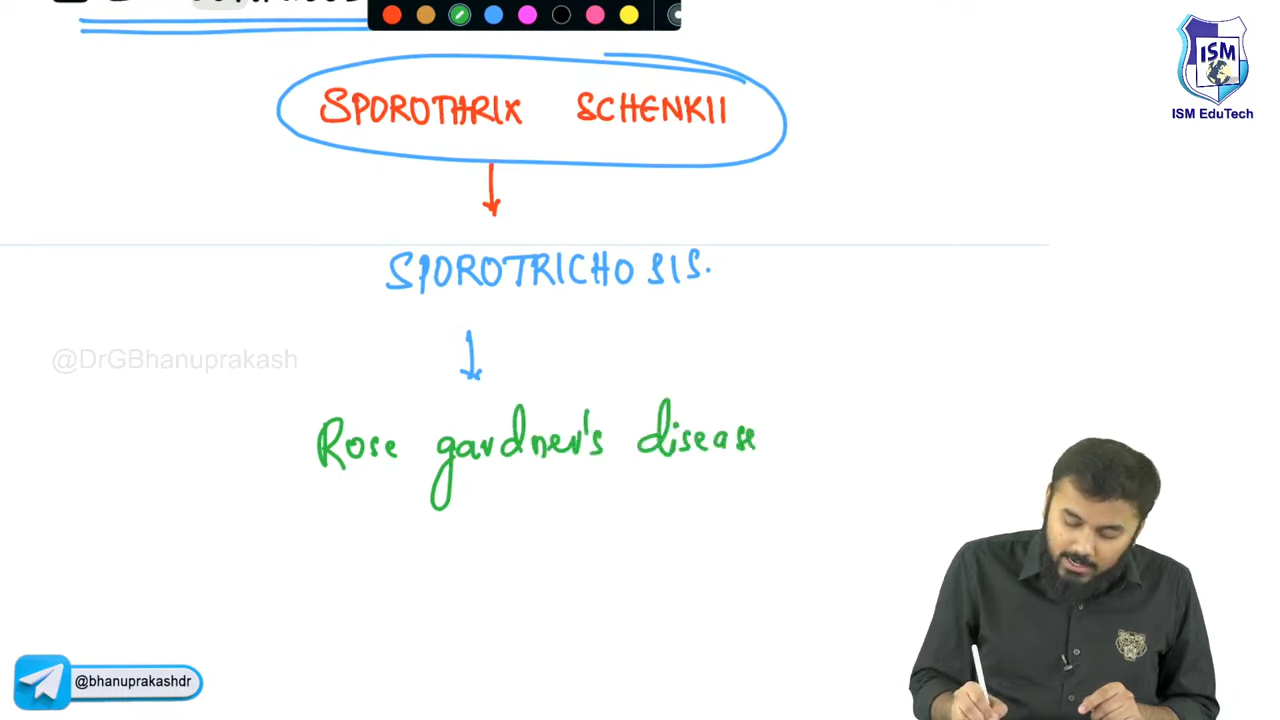 ISM
ISM EduTech
SPOROTHRIX SCHENKII
SPOROTRICHOSIS.
@DrGBhanuprakash
Rose gardner's disease
@bhanuprakashdr